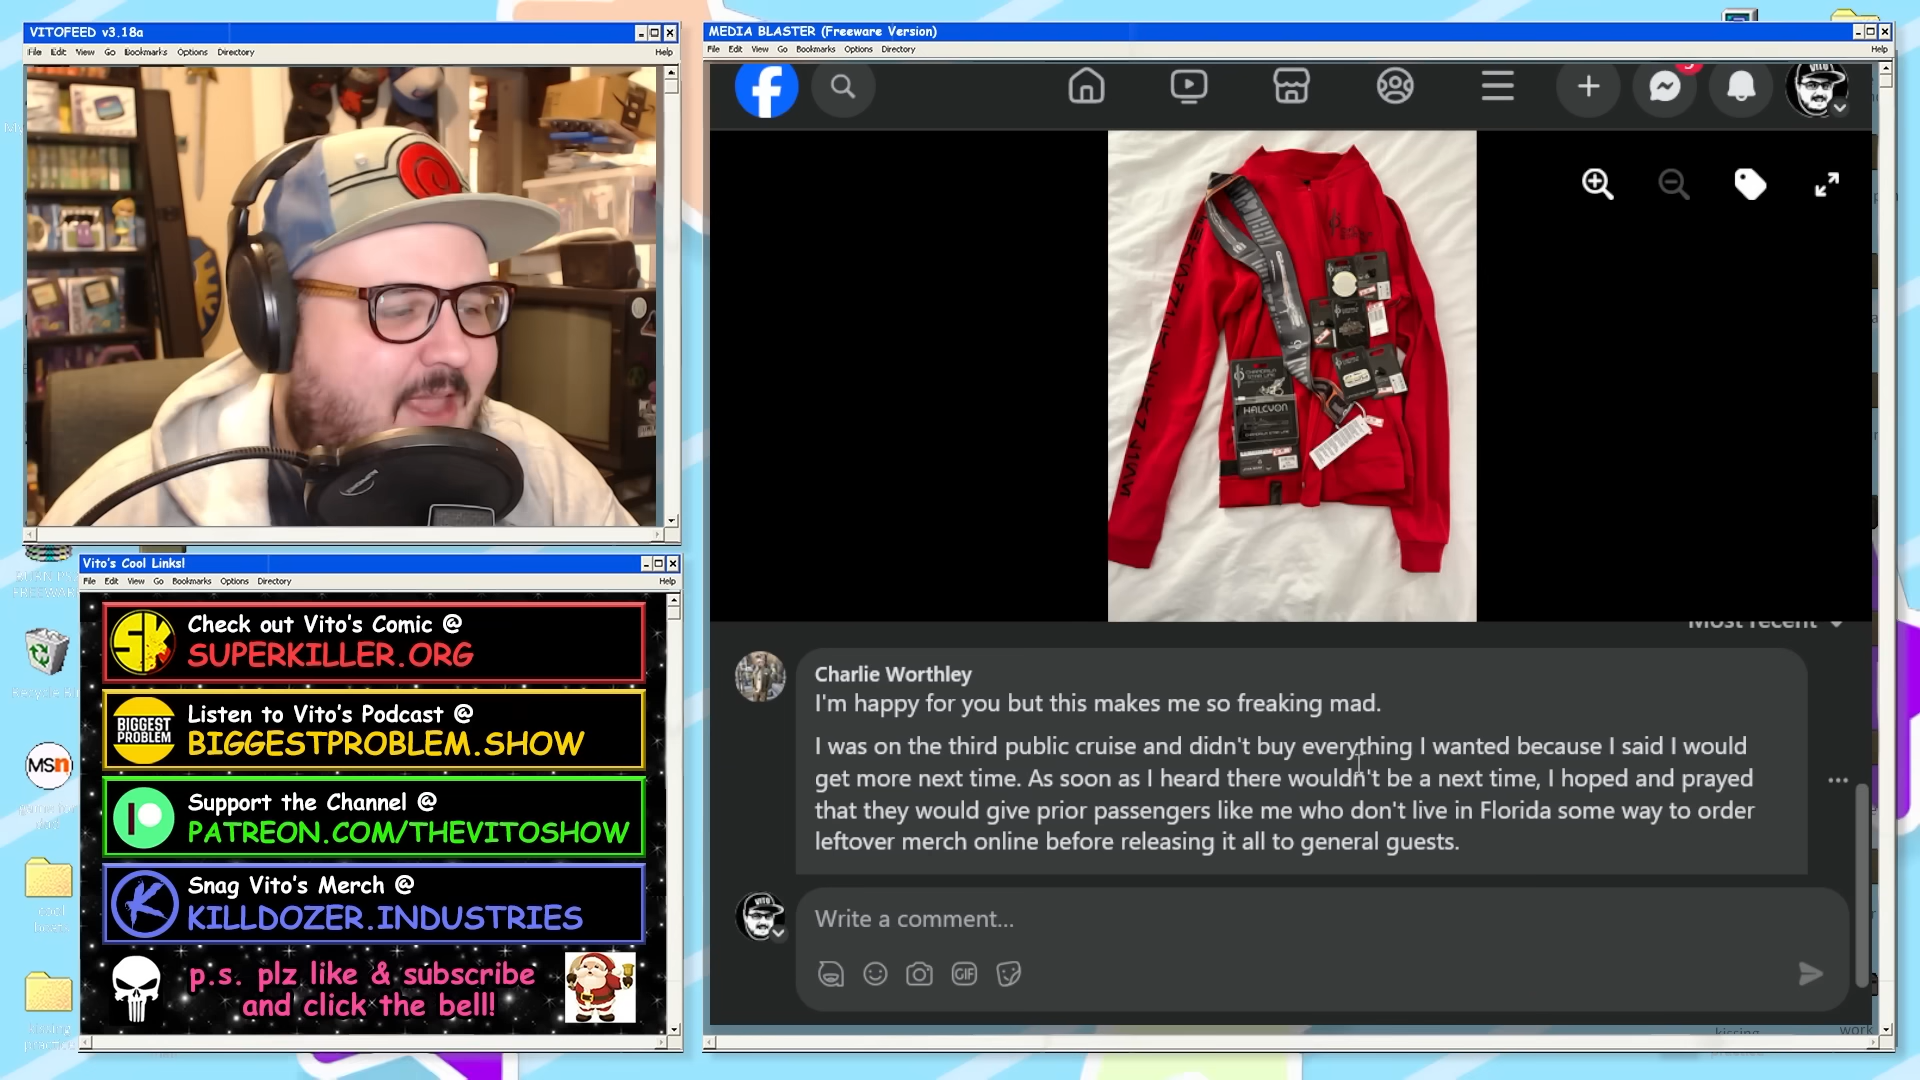 VITOFEED v3.18a
File Edit View Go Bookmarks Options Directory Help
MEDIA BLASTER (Freeware Version)
File Edit View Go Bookmarks Options Directory Help
VITO
HALCYON
Most recent
Charlie Worthley
I'm happy for you but this makes me so freaking mad.
I was on the third public cruise and didn't buy everything I wanted because I said I would
get more next time. As soon as I heard there wouldn't be a next time, I hoped and prayed
that they would give prior passengers like me who don't live in Florida some way to order
leftover merch online before releasing it all to general guests.
Write a comment...
GIF
Vito's Cool Links!
File Edit View Go Bookmarks Options Directory Help
SK
Check out Vito's Comic @
SUPERKILLER.ORG
BIGGEST
PROBLEM
Listen to Vito's Podcast @
BIGGESTPROBLEM.SHOW
Support the Channel @
PATREON.COM/THEVITOSHOW
Snag Vito's Merch @
KILLDOZER.INDUSTRIES
p.s. plz like & subscribe
and click the bell!
msn
kissing
practice
work